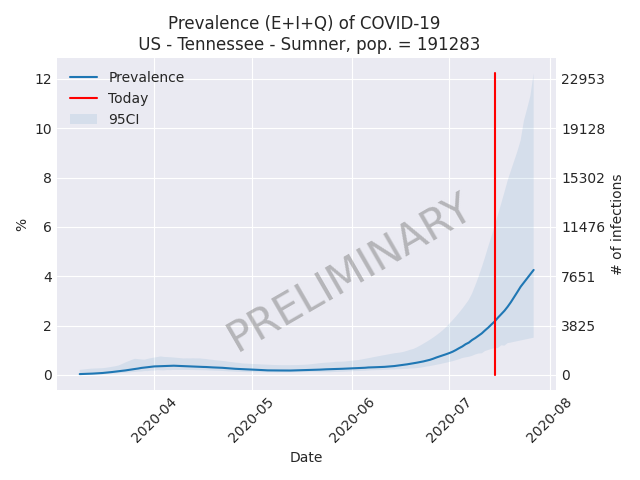 Prevalence (E+I+Q) of COVID-19
US - Tennessee - Sumner, pop. = 191283
Prevalence
Today
95CI
12
10
8
6
4
2
0
%
22953
19128
15302
11476
7651
3825
0
# of infections
PRELIMINARY
2020-04
2020-05
2020-06
2020-07
2020-08
Date